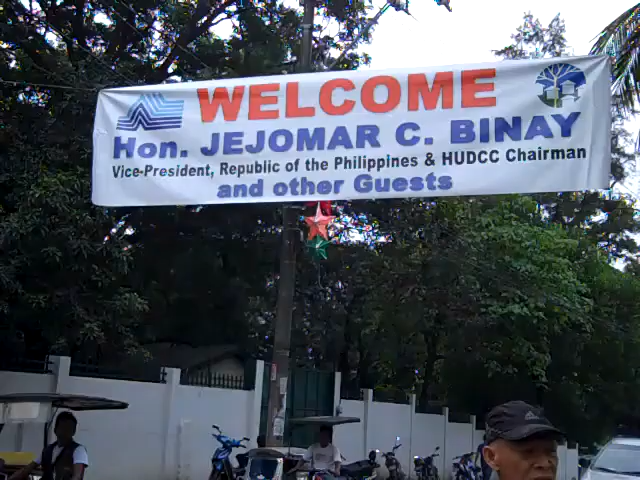 WELCOME
Hon. JEJOMAR C. BINAY
Vice-President, Republic of the Philippines & HUDCC Chairman
and other Guests